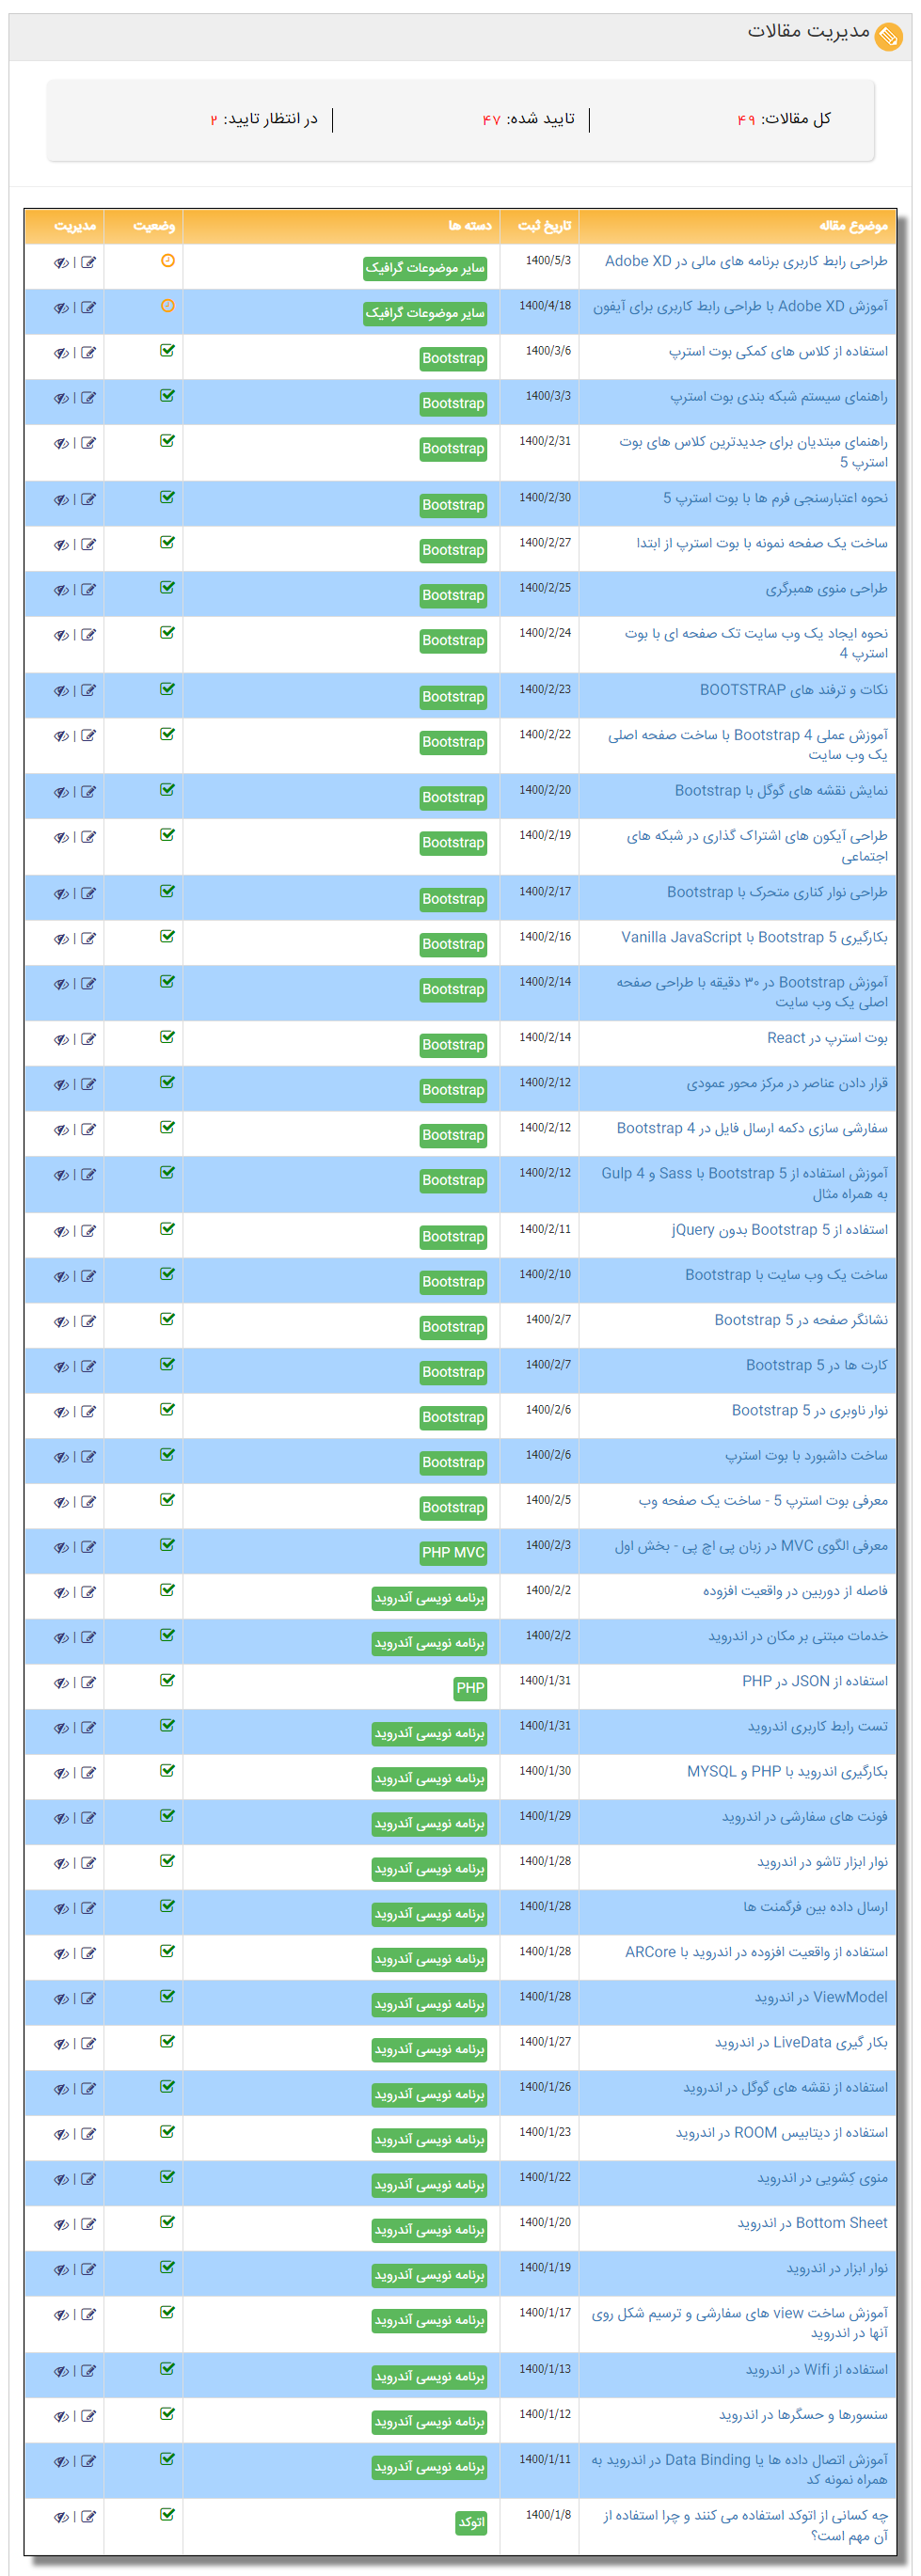 مدیریت مقالات
کل مقالات: ۴۹
تایید شده: ۴۷
در انتظار تایید: ۲
موضوع مقاله تاریخ ثبت دسته ها وضعیت مدیریت
طراحی رابط کاربری برنامه های مالی در Adobe XD 1400/5/3 سایر موضوعات گرافیک |
آموزش Adobe XD با طراحی رابط کاربری برای آیفون 1400/4/18 سایر موضوعات گرافیک |
استفاده از کلاس های کمکی بوت استرپ 1400/3/6 Bootstrap |
راهنمای سیستم شبکه بندی بوت استرپ 1400/3/3 Bootstrap |
راهنمای مبتدیان برای جدیدترین کلاس های بوت 1400/2/31 Bootstrap |
استرپ 5
نحوه اعتبارسنجی فرم ها با بوت استرپ 5 1400/2/30 Bootstrap |
ساخت یک صفحه نمونه با بوت استرپ از ابتدا 1400/2/27 Bootstrap |
طراحی منوی همبرگری 1400/2/25 Bootstrap |
نحوه ایجاد یک وب سایت تک صفحه ای با بوت 1400/2/24 Bootstrap |
استرپ 4
نکات و ترفند های BOOTSTRAP 1400/2/23 Bootstrap |
آموزش عملی Bootstrap 4 با ساخت صفحه اصلی 1400/2/22 Bootstrap |
یک وب سایت
نمایش نقشه های گوگل با Bootstrap 1400/2/20 Bootstrap |
طراحی آیکون های اشتراک گذاری در شبکه های 1400/2/19 Bootstrap |
اجتماعی
طراحی نوار کناری متحرک با Bootstrap 1400/2/17 Bootstrap |
بکارگیری Bootstrap 5 با Vanilla JavaScript 1400/2/16 Bootstrap |
آموزش Bootstrap در ۳۰ دقیقه با طراحی صفحه 1400/2/14 Bootstrap |
اصلی یک وب سایت
بوت استرپ در React 1400/2/14 Bootstrap |
قرار دادن عناصر در مرکز محور عمودی 1400/2/12 Bootstrap |
سفارشی سازی دکمه ارسال فایل در Bootstrap 4 1400/2/12 Bootstrap |
آموزش استفاده از Bootstrap 5 با Sass و Gulp 4 1400/2/12 Bootstrap |
به همراه مثال
استفاده از Bootstrap 5 بدون jQuery 1400/2/11 Bootstrap |
ساخت یک وب سایت با Bootstrap 1400/2/10 Bootstrap |
نشانگر صفحه در Bootstrap 5 1400/2/7 Bootstrap |
کارت ها در Bootstrap 5 1400/2/7 Bootstrap |
نوار ناوبری در Bootstrap 5 1400/2/6 Bootstrap |
ساخت داشبورد با بوت استرپ 1400/2/6 Bootstrap |
معرفی بوت استرپ 5 - ساخت یک صفحه وب 1400/2/5 Bootstrap |
معرفی الگوی MVC در زبان پی اچ پی - بخش اول 1400/2/3 PHP MVC |
فاصله از دوربین در واقعیت افزوده 1400/2/2 برنامه نویسی آندروید |
خدمات مبتنی بر مکان در اندروید 1400/2/2 برنامه نویسی آندروید |
استفاده از JSON در PHP 1400/1/31 PHP |
تست رابط کاربری اندروید 1400/1/31 برنامه نویسی آندروید |
بکارگیری اندروید با PHP و MYSQL 1400/1/30 برنامه نویسی آندروید |
فونت های سفارشی در اندروید 1400/1/29 برنامه نویسی آندروید |
نوار ابزار تاشو در اندروید 1400/1/28 برنامه نویسی آندروید |
ارسال داده بین فرگمنت ها 1400/1/28 برنامه نویسی آندروید |
استفاده از واقعیت افزوده در اندروید با ARCore 1400/1/28 برنامه نویسی آندروید |
ViewModel در اندروید 1400/1/28 برنامه نویسی آندروید |
بکار گیری LiveData در اندروید 1400/1/27 برنامه نویسی آندروید |
استفاده از نقشه های گوگل در اندروید 1400/1/26 برنامه نویسی آندروید |
استفاده از دیتابیس ROOM در اندروید 1400/1/23 برنامه نویسی آندروید |
منوی کِشویی در اندروید 1400/1/22 برنامه نویسی آندروید |
Bottom Sheet در اندروید 1400/1/20 برنامه نویسی آندروید |
نوار ابزار در اندروید 1400/1/19 برنامه نویسی آندروید |
آموزش ساخت view های سفارشی و ترسیم شکل روی 1400/1/17 برنامه نویسی آندروید |
آنها در اندروید
استفاده از Wifi در اندروید 1400/1/13 برنامه نویسی آندروید |
سنسورها و حسگرها در اندروید 1400/1/12 برنامه نویسی آندروید |
آموزش اتصال داده ها یا Data Binding در اندروید به 1400/1/11 برنامه نویسی آندروید |
همراه نمونه کد
چه کسانی از اتوکد استفاده می کنند و چرا استفاده از 1400/1/8 اتوکد |
آن مهم است؟